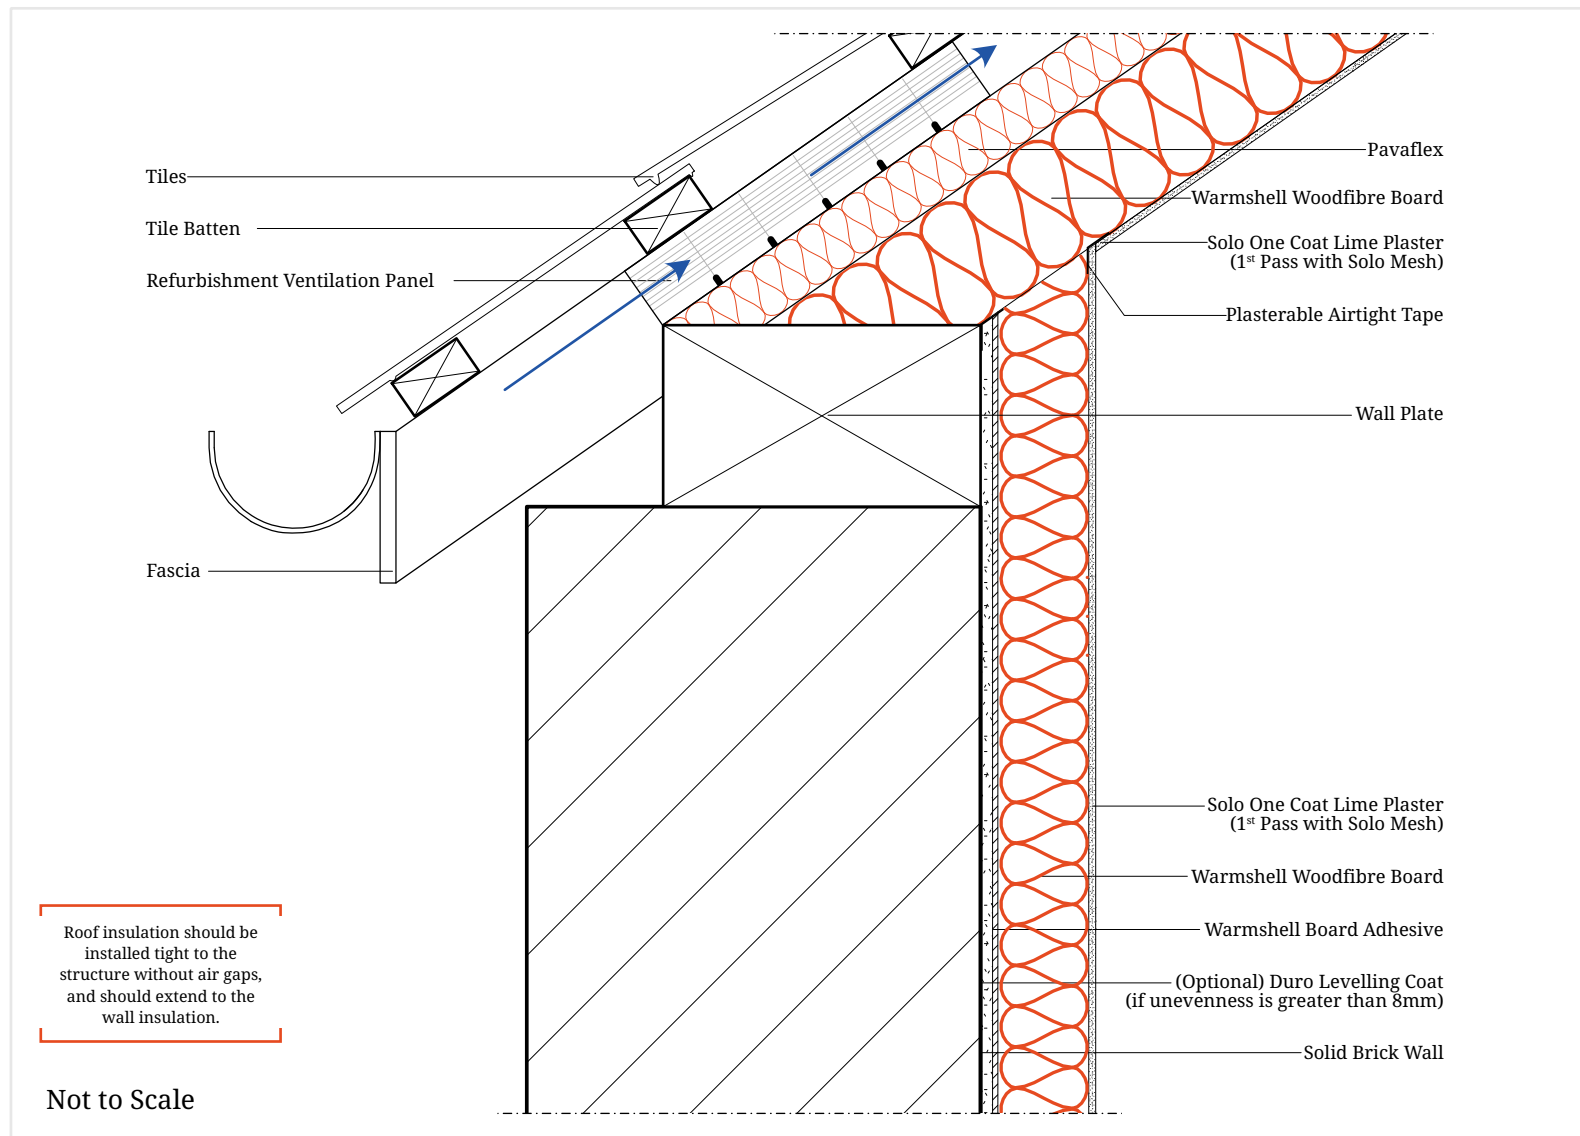 Tiles
Tile Batten
Refurbishment Ventilation Panel
Fascia
Pavaflex
Warmshell Woodfibre Board
Solo One Coat Lime Plaster
(1st Pass with Solo Mesh)
Plasterable Airtight Tape
Wall Plate
Solo One Coat Lime Plaster
(1st Pass with Solo Mesh)
Warmshell Woodfibre Board
Warmshell Board Adhesive
(Optional) Duro Levelling Coat
(if unevenness is greater than 8mm)
Solid Brick Wall
Roof insulation should be
installed tight to the
structure without air gaps,
and should extend to the
wall insulation.
Not to Scale